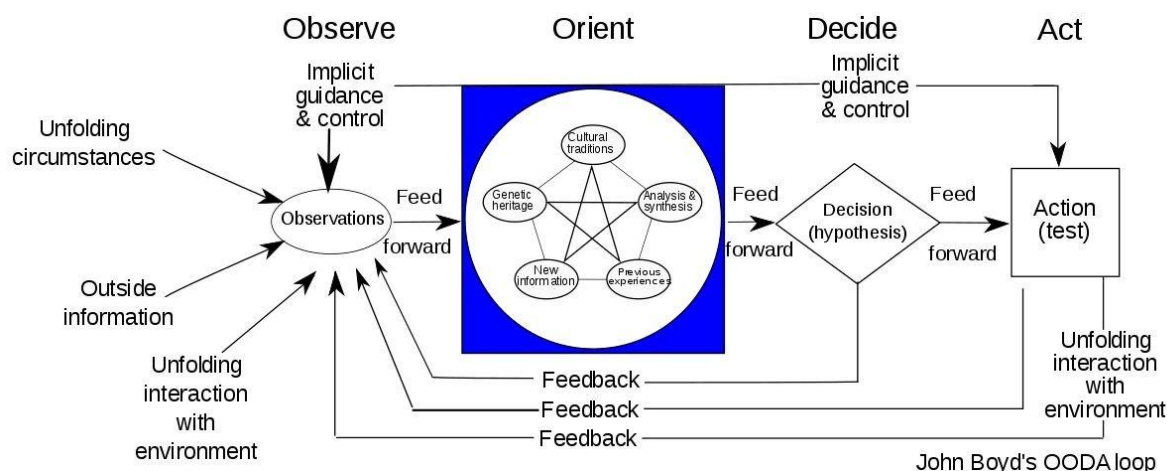 Observe
Orient
Decide
Act
Implicit
guidance
& control
Implicit
guidance
& control
Unfolding
circumstances
Observations
Feed
forward
Cultural
traditions
Genetic
heritage
Analysis &
synthesis
New
information
Previous
experiences
Feed
forward
Decision
(hypothesis)
Feed
forward
Action
(test)
Outside
information
Unfolding
interaction
with
environment
Feedback
Feedback
Feedback
Unfolding
interaction
with
environment
John Boyd's OODA loop